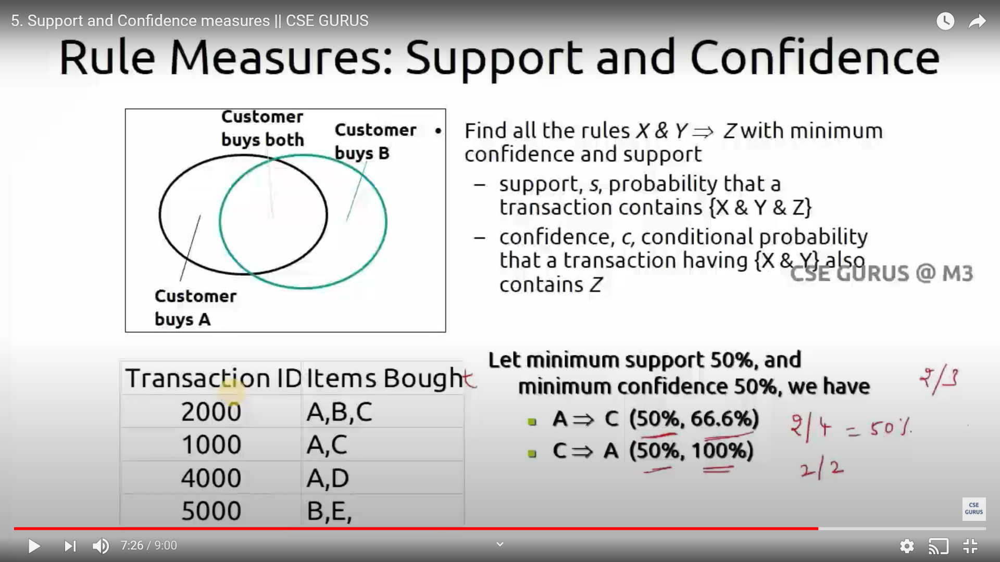 5. Support and Confidence measures || CSE GURUS
Rule Measures: Support and Confidence
Customer
buys both
Customer
buys B
Customer
buys A
• Find all the rules X & Y ⇒ Z with minimum
confidence and support
– support, s, probability that a
transaction contains {X & Y & Z}
– confidence, c, conditional probability
that a transaction having {X & Y} also
contains Z
CSE GURUS @ M3
Transaction ID Items Bought
2000 A,B,C
1000 A,C
4000 A,D
5000 B,E,
Let minimum support 50%, and
minimum confidence 50%, we have
A ⇒ C (50%, 66.6%)
C ⇒ A (50%, 100%)
2/3
2/4 = 50%
2/2
CSE
GURUS
7:26 / 9:00